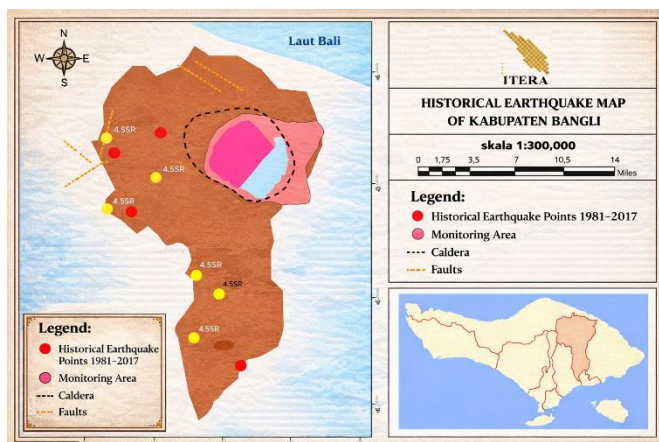 N
W E
S
Laut Bali
4.5SR
4.5SR
4.5SR
4.5SR
4.5SR
4.5SR
Legend:
Historical Earthquake
Points 1981-2017
Monitoring Area
Caldera
Faults
ITERA
HISTORICAL EARTHQUAKE MAP
OF KABUPATEN BANGLI
skala 1:300,000
0 1,75 3,5 7 10,5 14
Miles
Legend:
Historical Earthquake Points 1981-2017
Monitoring Area
Caldera
Faults